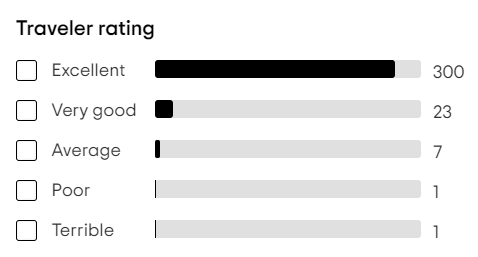 Traveler rating
Excellent 300
Very good 23
Average 7
Poor 1
Terrible 1